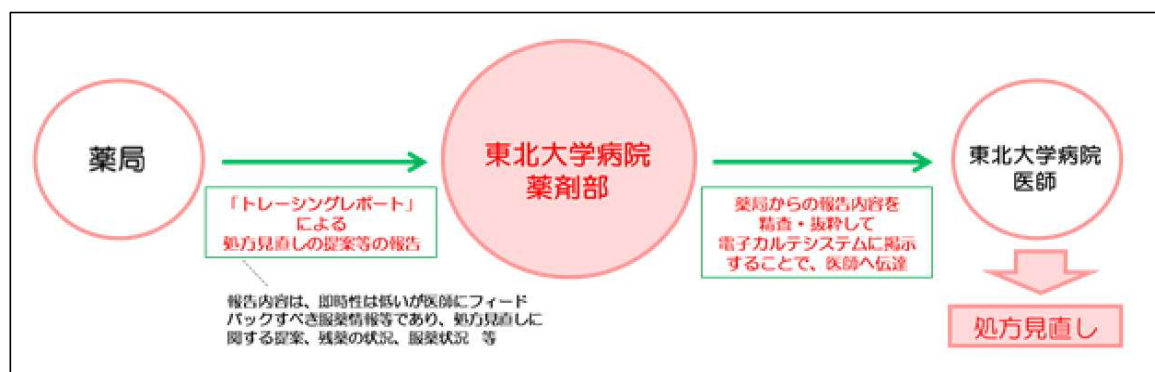 薬局
「トレーシングレポート」
による
処方見直しの提案等の報告
報告内容は、即時性は低いが医師にフィード
バックすべき服薬情報等であり、処方見直しに
関する提案、残薬の状況、服薬状況 等
東北大学病院
薬剤部
薬局からの報告内容を
精査・抜粋して
電子カルテシステムに掲示
することで、医師へ伝達
東北大学病院
医師
処方見直し